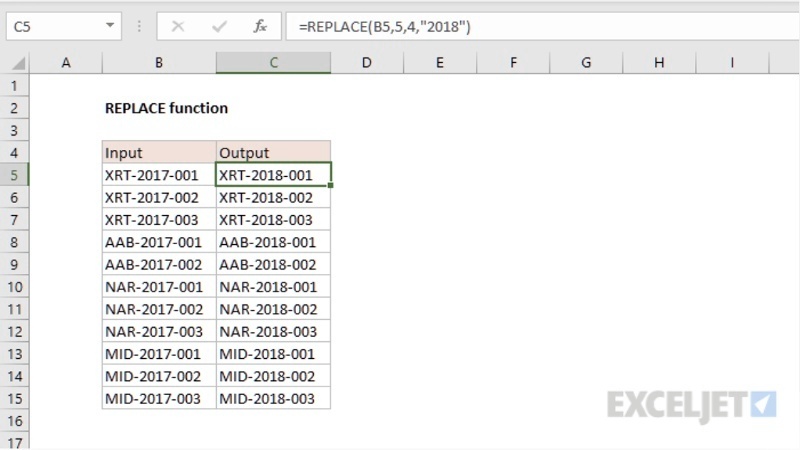 C5 fx =REPLACE(B5,5,4,"2018")
A B C D E F G H I
1
2 REPLACE function
3
4 Input Output
5 XRT-2017-001 XRT-2018-001
6 XRT-2017-002 XRT-2018-002
7 XRT-2017-003 XRT-2018-003
8 AAB-2017-001 AAB-2018-001
9 AAB-2017-002 AAB-2018-002
10 NAR-2017-001 NAR-2018-001
11 NAR-2017-002 NAR-2018-002
12 NAR-2017-003 NAR-2018-003
13 MID-2017-001 MID-2018-001
14 MID-2017-002 MID-2018-002
15 MID-2017-003 MID-2018-003
16
17
EXCELJET